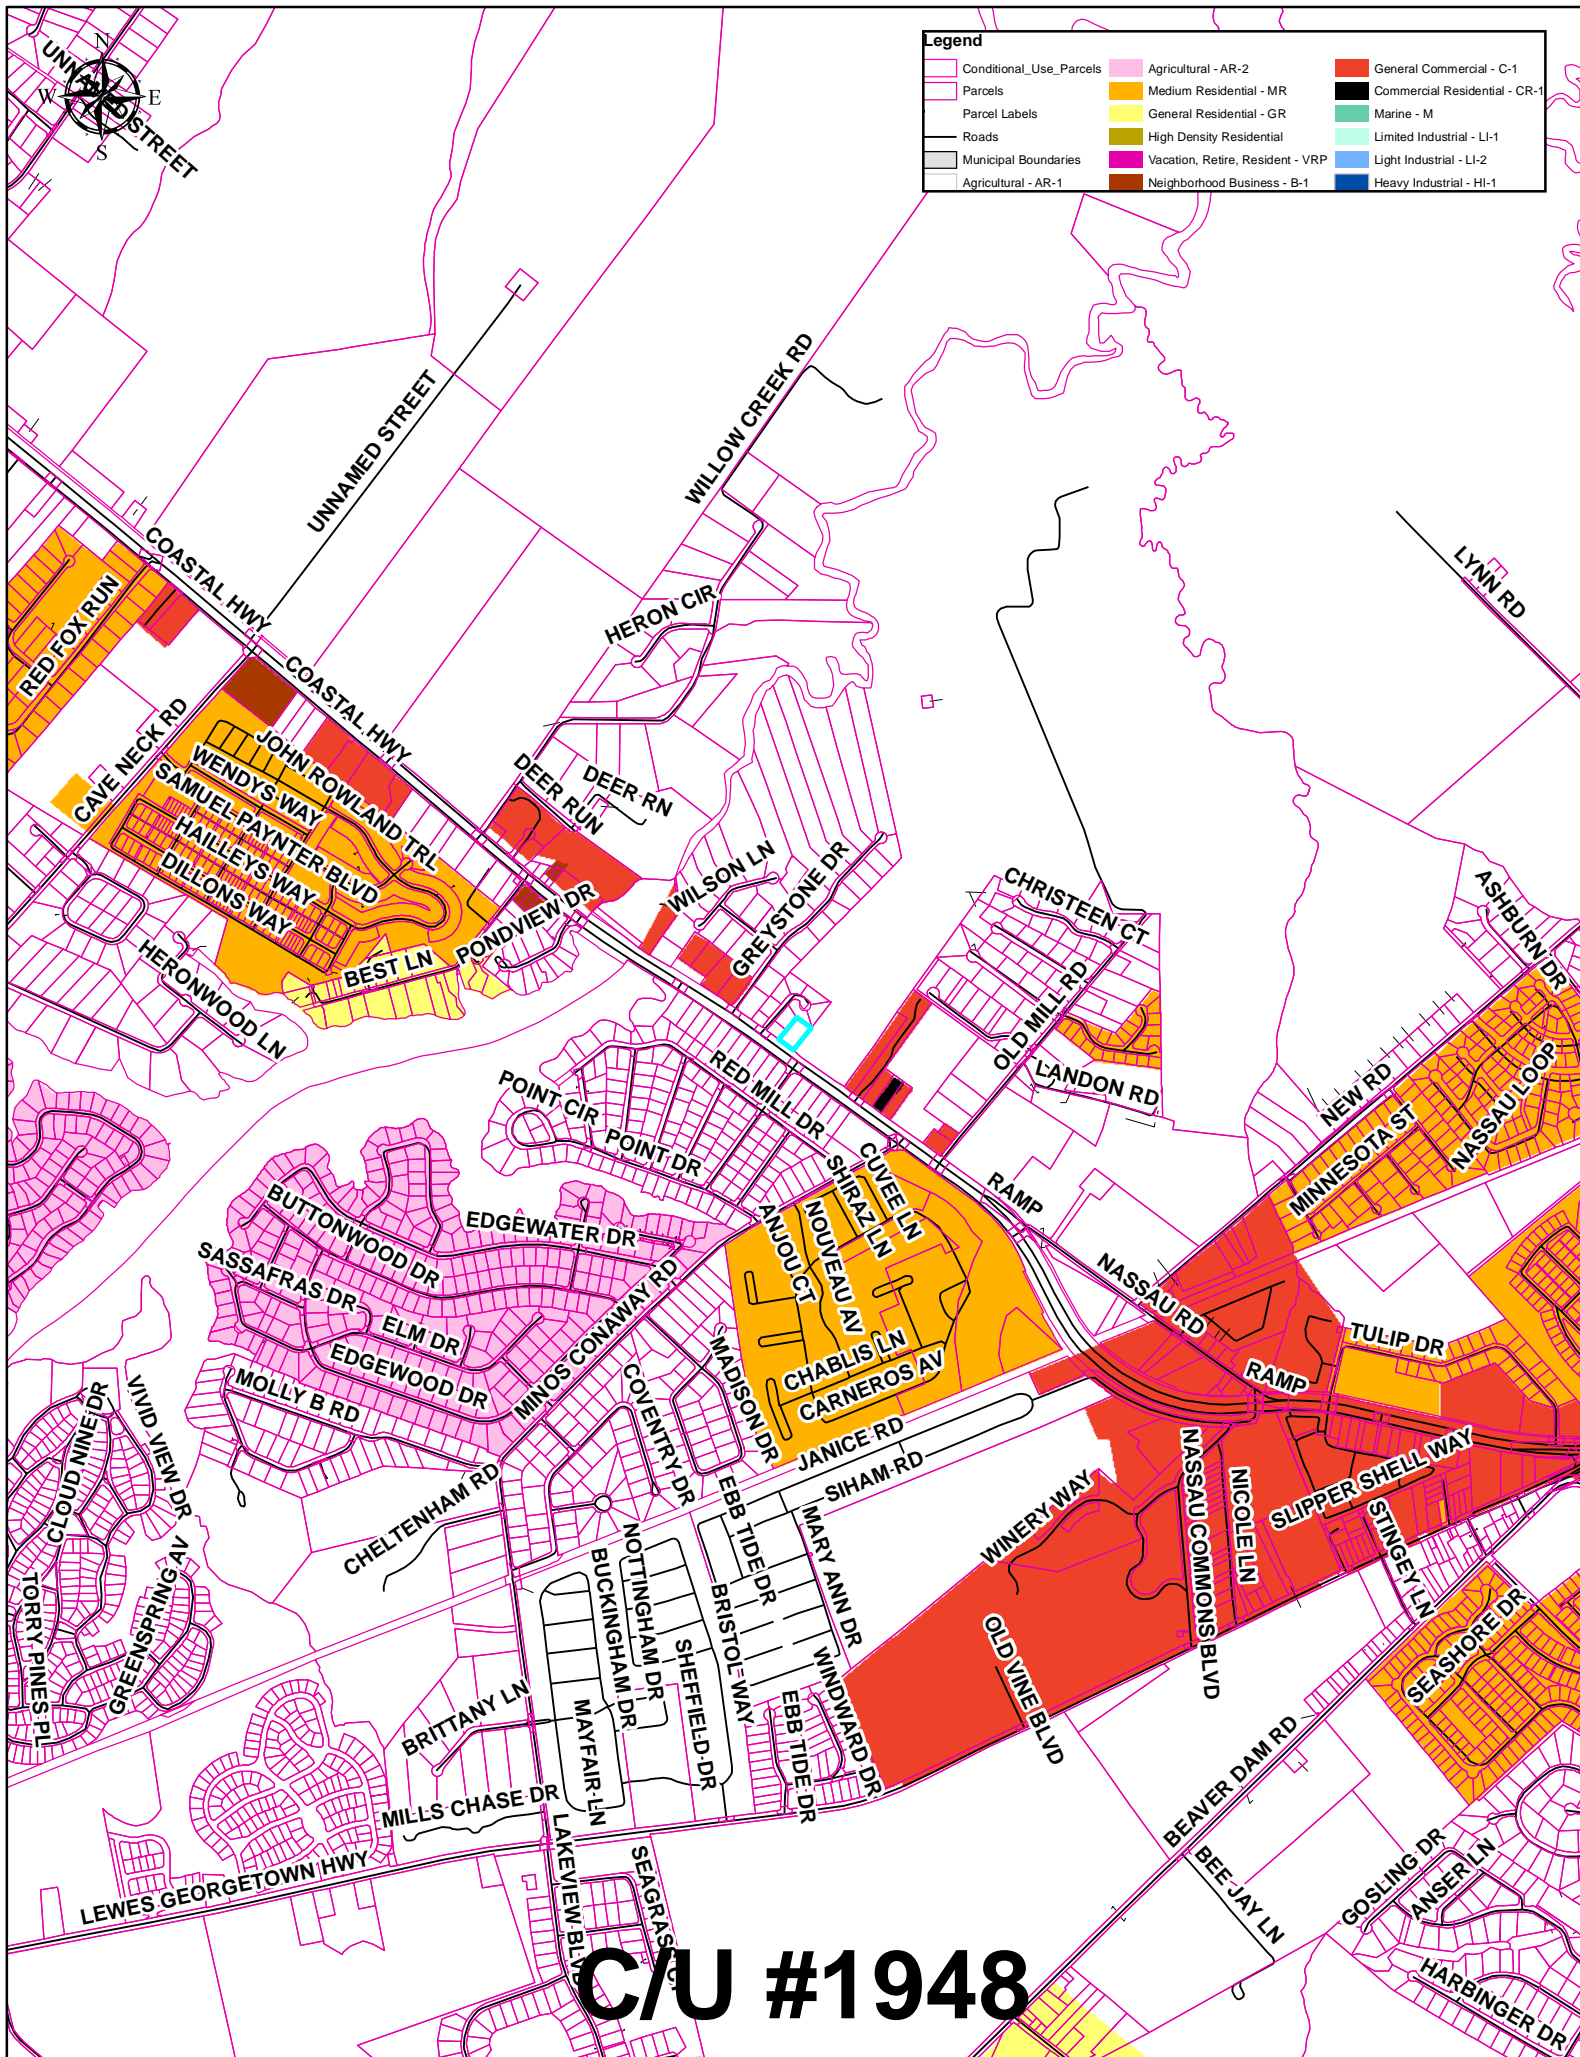 Legend
Conditional_Use_Parcels
Parcels
Parcel Labels
Roads
Municipal Boundaries
Agricultural - AR-1
Agricultural - AR-2
Medium Residential - MR
General Residential - GR
High Density Residential
Vacation, Retire, Resident - VRP
Neighborhood Business - B-1
General Commercial - C-1
Commercial Residential - CR-1
Marine - M
Limited Industrial - LI-1
Light Industrial - LI-2
Heavy Industrial - HI-1
N
W
E
S
UNNAMED STREET
UNNAMED STREET
WILLOW CREEK RD
LYNN RD
COASTAL HWY
RED FOX RUN
HERON CIR
COASTAL HWY
CAVE NECK RD
JOHN ROWLAND TRL
WENDYS WAY
SAMUEL PAYNTER BLVD
HAILLEYS WAY
DILLONS WAY
DEER RUN
DEER RN
WILSON LN
GREYSTONE DR
PONDVIEW DR
BEST LN
HERONWOOD LN
CHRISTEEN CT
OLD MILL RD
LANDON RD
ASHBURN DR
NEW RD
NASSAU LOOP
MINNESOTA ST
RED MILL DR
POINT CIR
POINT DR
CUVEE LN
SHIRAZ LN
NOUVEAU AV
ANJOU CT
RAMP
NASSAU RD
BUTTONWOOD DR
EDGEWATER DR
SASSAFRAS DR
ELM DR
EDGEWOOD DR
MINOS CONAWAY RD
MOLLY B RD
CHABLIS LN
CARNEROS AV
MADISON DR
COVENTRY DR
JANICE RD
SIHAM RD
TULIP DR
RAMP
VIVID VIEW DR
CLOUD NINE DR
CHELTENHAM RD
EBB TIDE DR
MARY ANN DR
WINERY WAY
NASSAU COMMONS BLVD
NICOLE LN
SLIPPER SHELL WAY
STINGEY LN
TORRY PINES PL
GREENSPRING AV
NOTTINGHAM DR
BUCKINGHAM DR
BRISTOL WAY
SHEFFIELD DR
MAYFAIR LN
WINDWARD DR
EBB TIDE DR
OLD VINE BLVD
SEASHORE DR
BRITTANY LN
MILLS CHASE DR
BEAVER DAM RD
LEWES GEORGETOWN HWY
LAKEVIEW BLVD
BEE JAY LN
GOSLING DR
ANSER LN
HARBINGER DR
C/U #1948